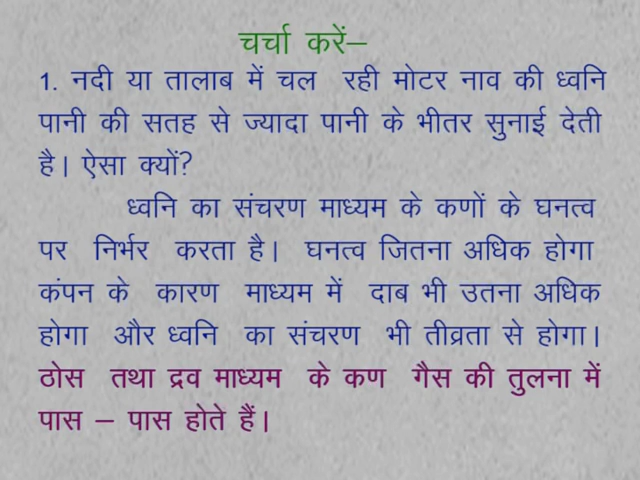 चर्चा करें–
1. नदी या तालाब में चल रही मोटर नाव की ध्वनि
पानी की सतह से ज्यादा पानी के भीतर सुनाई देती
है। ऐसा क्यों?
ध्वनि का संचरण माध्यम के कणों के घनत्व
पर निर्भर करता है। घनत्व जितना अधिक होगा
कंपन के कारण माध्यम में दाब भी उतना अधिक
होगा और ध्वनि का संचरण भी तीव्रता से होगा।
ठोस तथा द्रव माध्यम के कण गैस की तुलना में
पास – पास होते हैं।